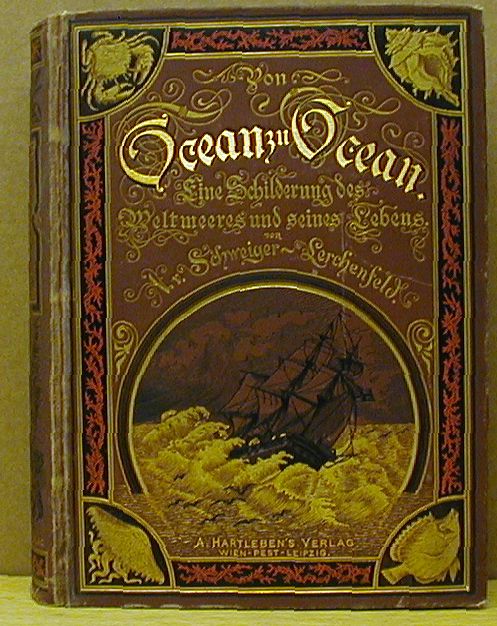 Von
Ocean zu Ocean.
Eine Schilderung des
Weltmeeres und seines Lebens.
von
A. v. Schweiger-Lerchenfeld.
A. HARTLEBEN'S VERLAG
WIEN-PEST-LEIPZIG.